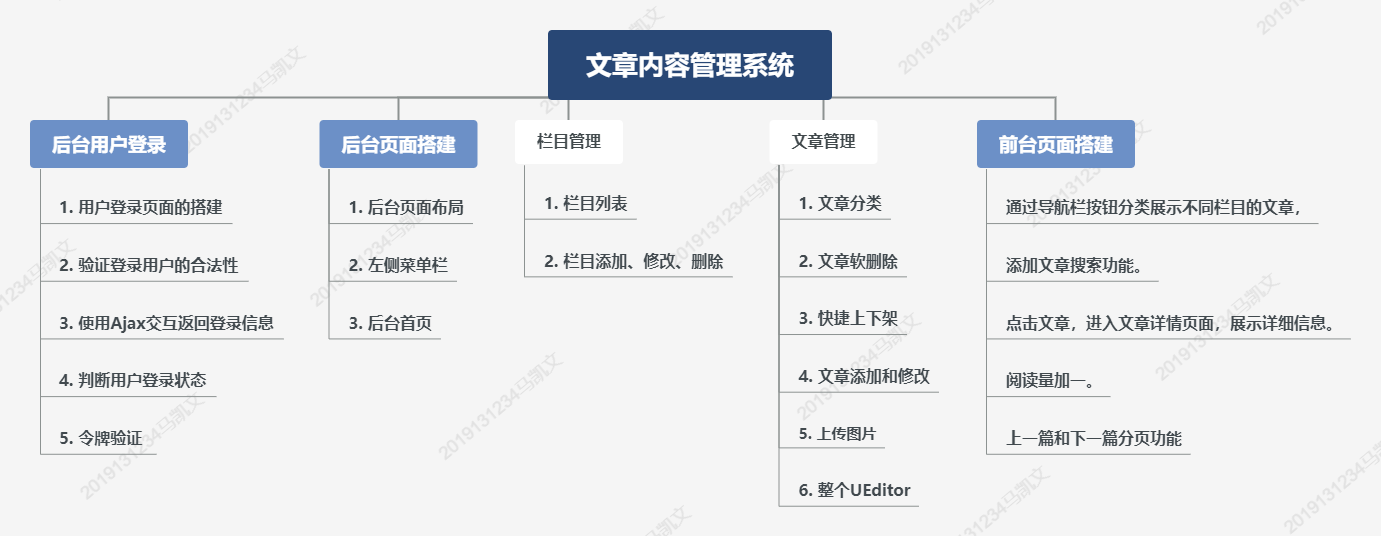 文章内容管理系统
后台用户登录
1. 用户登录页面的搭建
2. 验证登录用户的合法性
3. 使用Ajax交互返回登录信息
4. 判断用户登录状态
5. 令牌验证
后台页面搭建
1. 后台页面布局
2. 左侧菜单栏
3. 后台首页
栏目管理
1. 栏目列表
2. 栏目添加、修改、删除
文章管理
1. 文章分类
2. 文章软删除
3. 快捷上下架
4. 文章添加和修改
5. 上传图片
6. 整个UEditor
前台页面搭建
通过导航栏按钮分类展示不同栏目的文章，
添加文章搜索功能。
点击文章，进入文章详情页面，展示详细信息。
阅读量加一。
上一篇和下一篇分页功能
2019131234马凯文